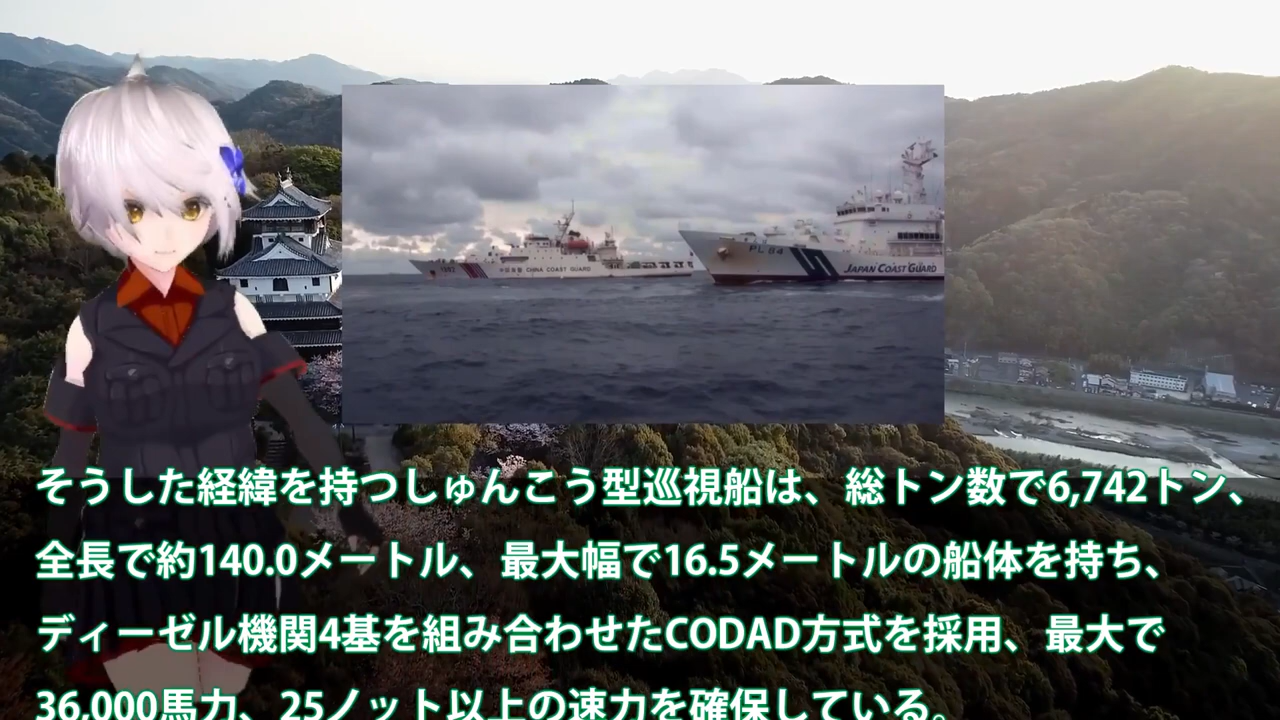 中国海警 CHINA COAST GUARD
PL 84
JAPAN COAST GUARD
そうした経緯を持つしゅんこう型巡視船は、総トン数で6,742トン、
全長で約140.0メートル、最大幅で16.5メートルの船体を持ち、
ディーゼル機関4基を組み合わせたCODAD方式を採用、最大で
36,000馬力、25ノット以上の速力を確保している。